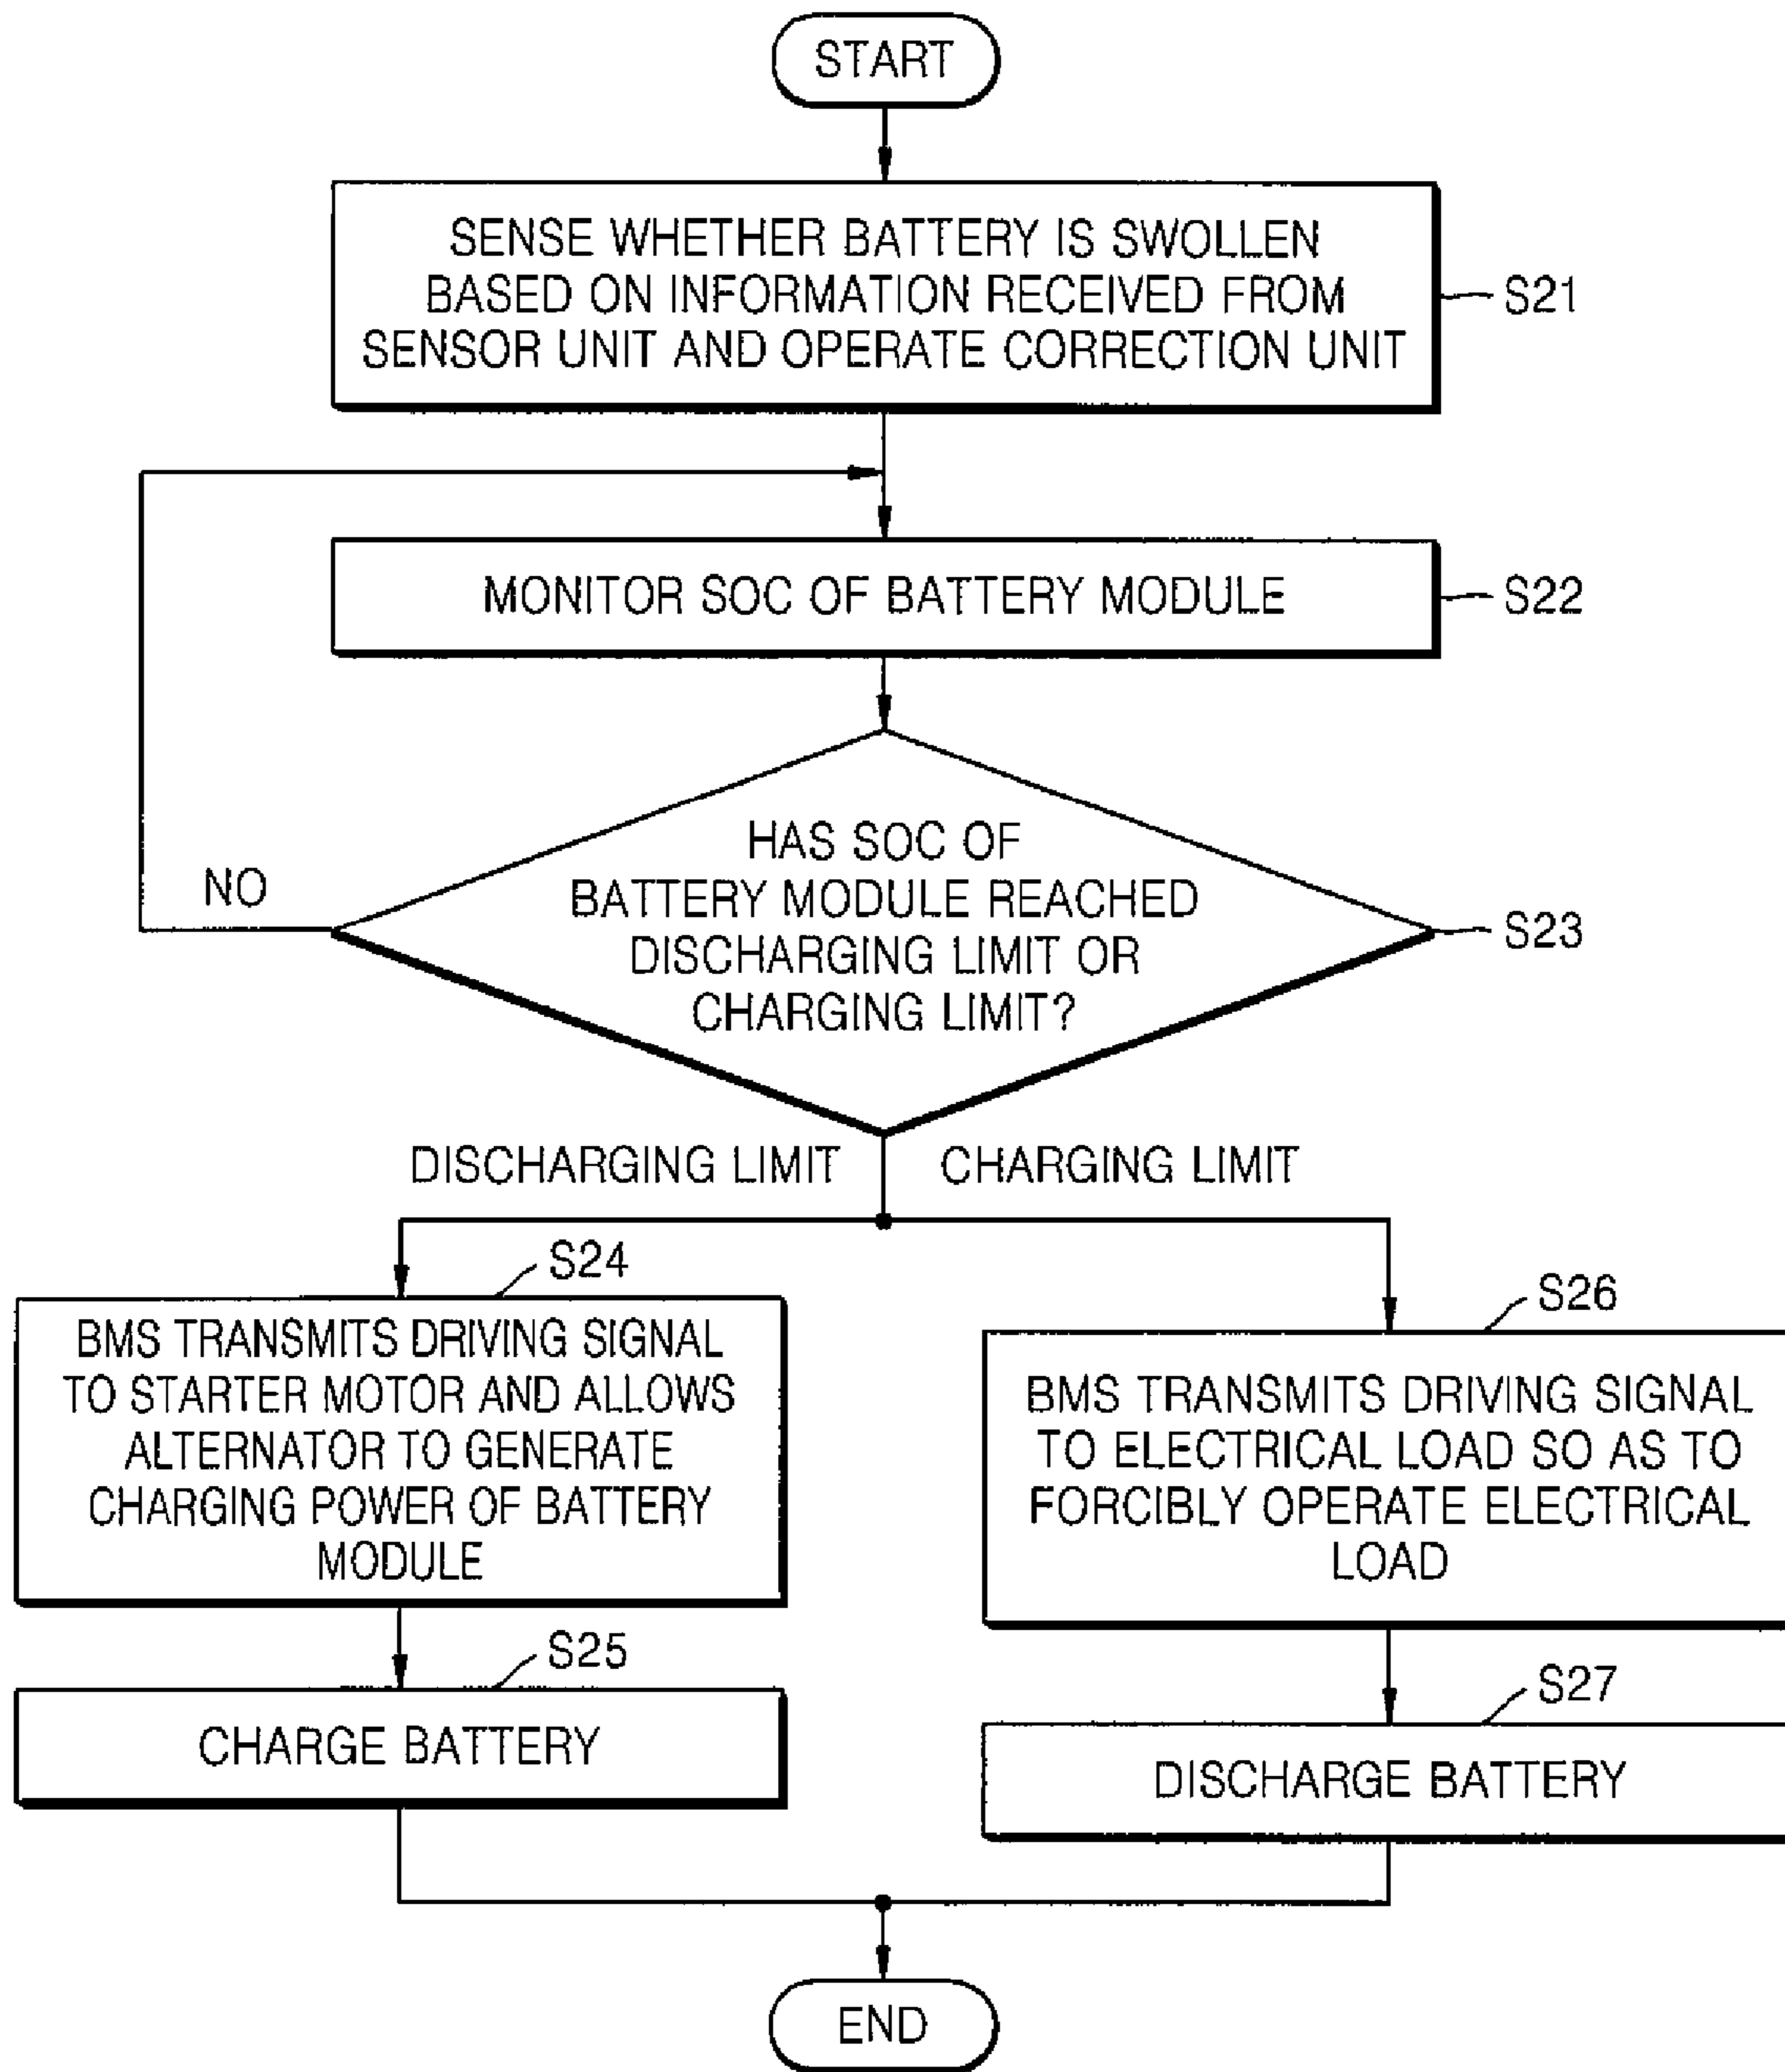 START
SENSE WHETHER BATTERY IS SWOLLEN
BASED ON INFORMATION RECEIVED FROM
SENSOR UNIT AND OPERATE CORRECTION UNIT
S21
MONITOR SOC OF BATTERY MODULE
S22
HAS SOC OF
BATTERY MODULE REACHED
DISCHARGING LIMIT OR
CHARGING LIMIT?
S23
NO
DISCHARGING LIMIT
CHARGING LIMIT
S24
BMS TRANSMITS DRIVING SIGNAL
TO STARTER MOTOR AND ALLOWS
ALTERNATOR TO GENERATE
CHARGING POWER OF BATTERY
MODULE
S26
BMS TRANSMITS DRIVING SIGNAL
TO ELECTRICAL LOAD SO AS TO
FORCIBLY OPERATE ELECTRICAL
LOAD
S25
CHARGE BATTERY
S27
DISCHARGE BATTERY
END